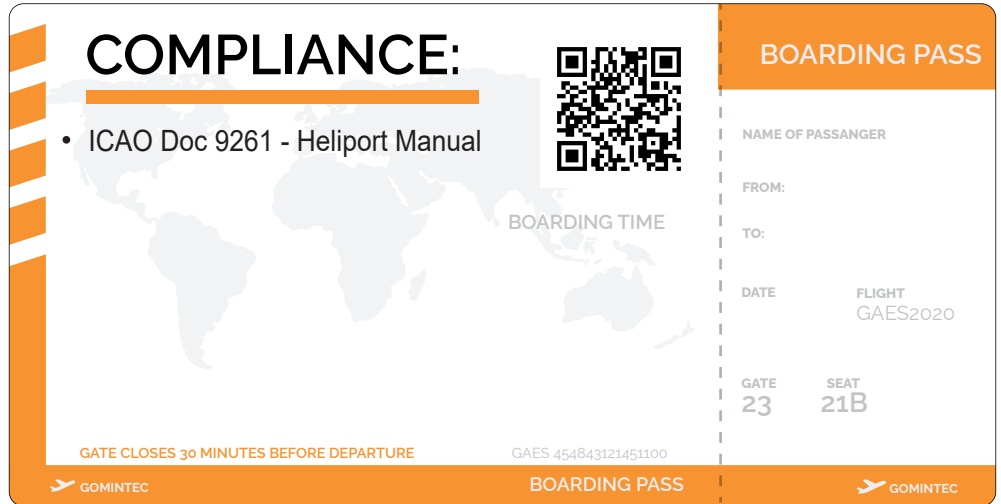 COMPLIANCE:
• ICAO Doc 9261 - Heliport Manual
BOARDING TIME
GATE CLOSES 30 MINUTES BEFORE DEPARTURE
GAES 454843121451100
GOMINTEC
BOARDING PASS
BOARDING PASS
NAME OF PASSANGER
FROM:
TO:
DATE
FLIGHT
GAES2020
GATE
SEAT
23
21B
GOMINTEC